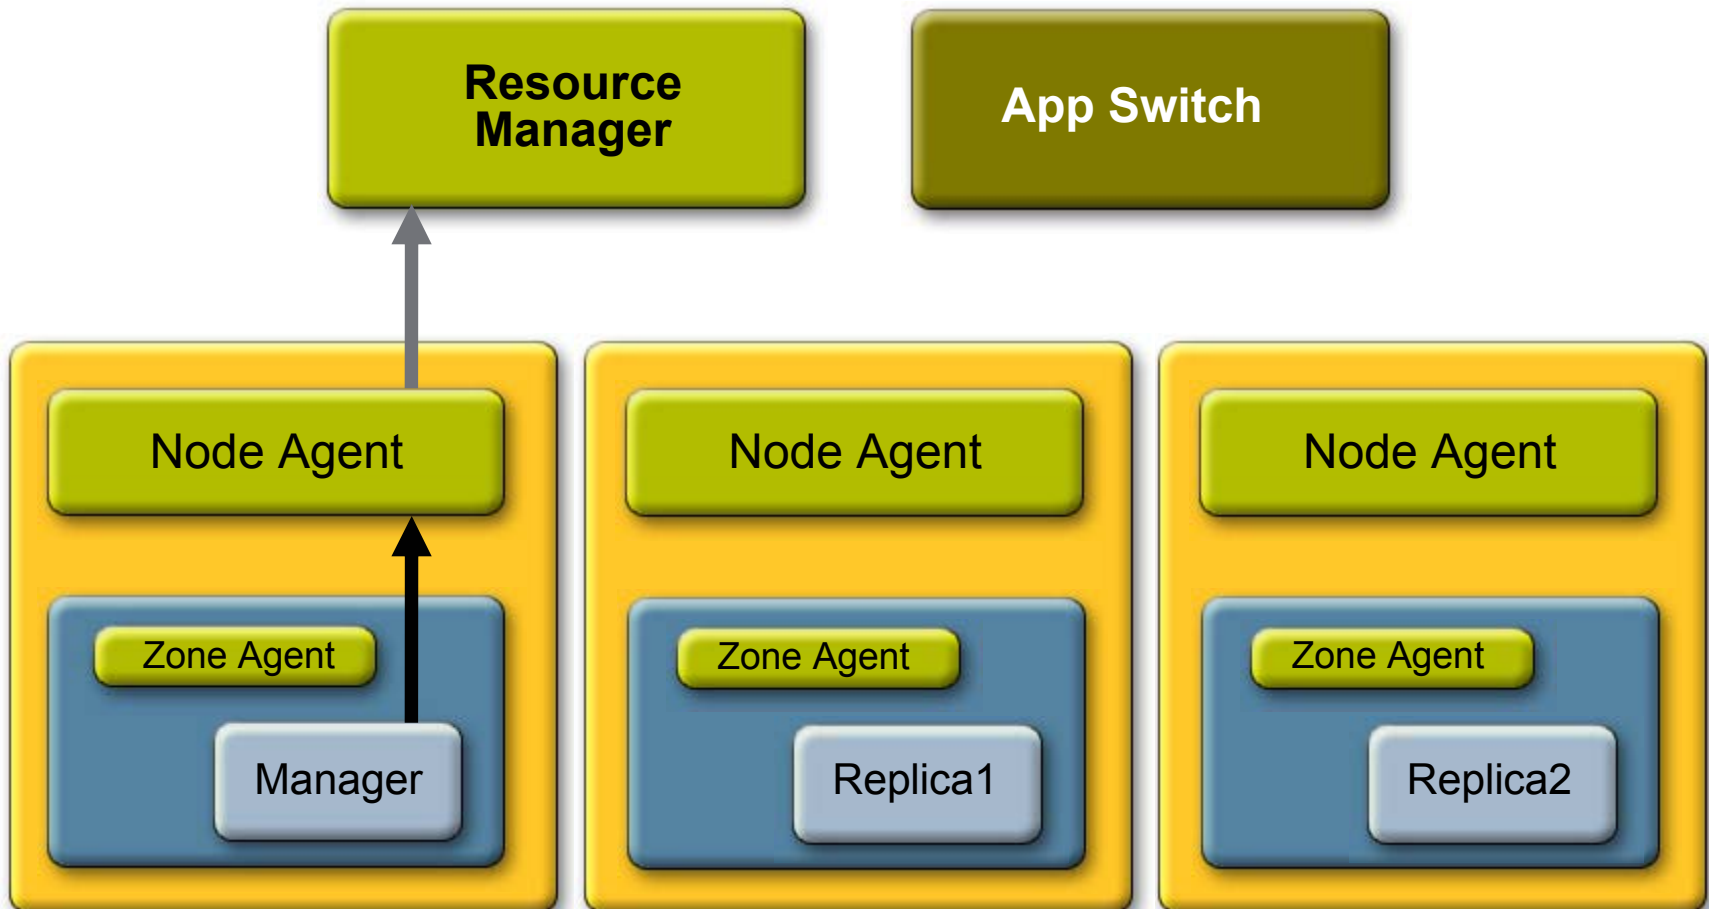 Resource
Manager
App Switch
Node Agent
Node Agent
Node Agent
Zone Agent
Zone Agent
Zone Agent
Manager
Replica1
Replica2